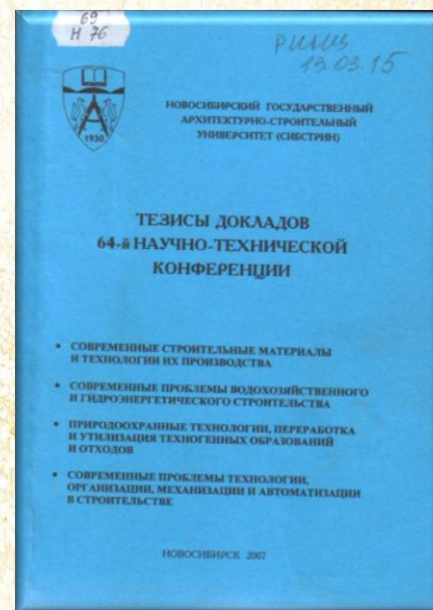 69
Н 76
РИНЦ
13.03.15
1930
НОВОСИБИРСКИЙ ГОСУДАРСТВЕННЫЙ
АРХИТЕКТУРНО-СТРОИТЕЛЬНЫЙ
УНИВЕРСИТЕТ (СИБСТРИН)
ТЕЗИСЫ ДОКЛАДОВ
64-й НАУЧНО-ТЕХНИЧЕСКОЙ
КОНФЕРЕНЦИИ
• СОВРЕМЕННЫЕ СТРОИТЕЛЬНЫЕ МАТЕРИАЛЫ
И ТЕХНОЛОГИИ ИХ ПРОИЗВОДСТВА
• СОВРЕМЕННЫЕ ПРОБЛЕМЫ ВОДОХОЗЯЙСТВЕННОГО
И ГИДРОЭНЕРГЕТИЧЕСКОГО СТРОИТЕЛЬСТВА
• ПРИРОДООХРАННЫЕ ТЕХНОЛОГИИ, ПЕРЕРАБОТКА
И УТИЛИЗАЦИЯ ТЕХНОГЕННЫХ ОБРАЗОВАНИЙ
И ОТХОДОВ
• СОВРЕМЕННЫЕ ПРОБЛЕМЫ ТЕХНОЛОГИИ,
ОРГАНИЗАЦИИ, МЕХАНИЗАЦИИ И АВТОМАТИЗАЦИИ
В СТРОИТЕЛЬСТВЕ
НОВОСИБИРСК 2007